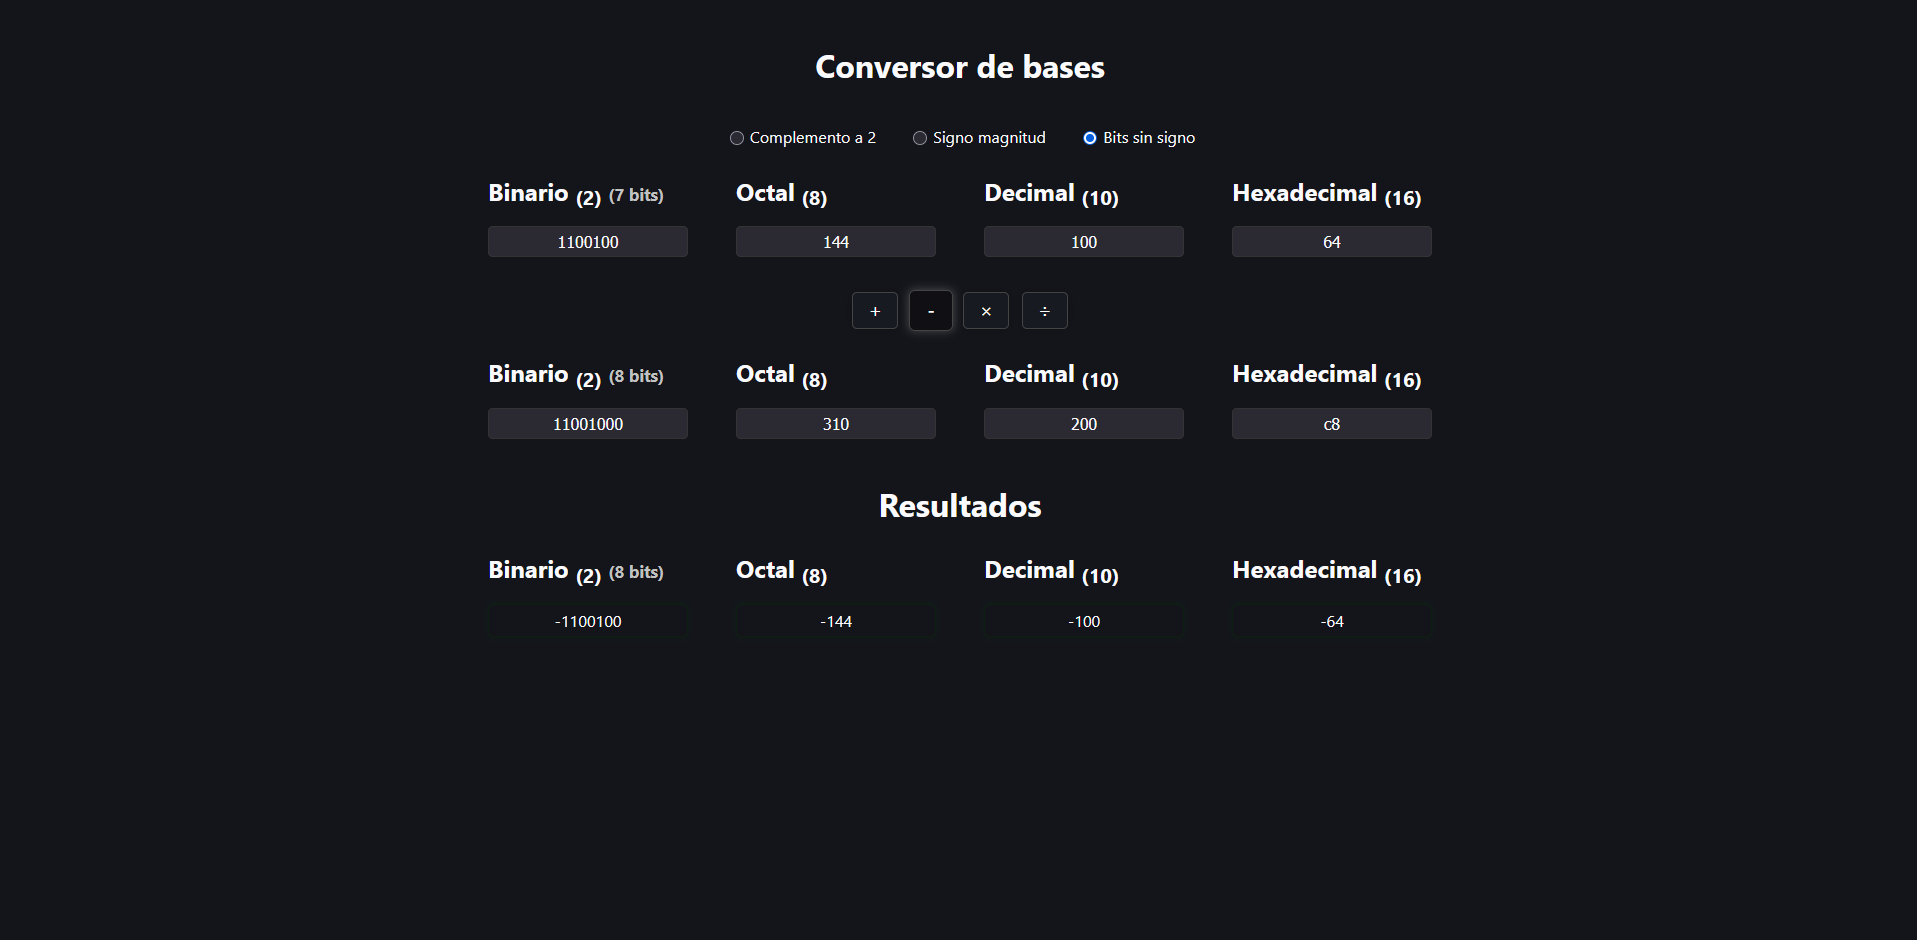 Conversor de bases
Complemento a 2 Signo magnitud Bits sin signo
Binario (2) (7 bits) Octal (8) Decimal (10) Hexadecimal (16)
1100100 144 100 64
+ - × ÷
Binario (2) (8 bits) Octal (8) Decimal (10) Hexadecimal (16)
11001000 310 200 c8
Resultados
Binario (2) (8 bits) Octal (8) Decimal (10) Hexadecimal (16)
-1100100 -144 -100 -64